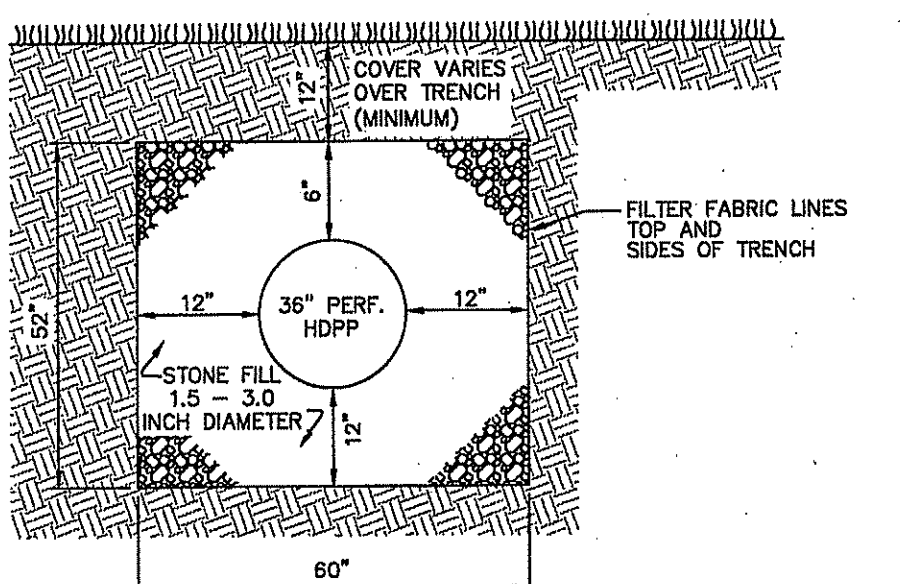 12"
COVER VARIES
OVER TRENCH
(MINIMUM)
6"
FILTER FABRIC LINES
TOP AND
SIDES OF TRENCH
52"
12"
36" PERF.
HDPP
12"
STONE FILL
1.5 – 3.0
INCH DIAMETER
12"
60"